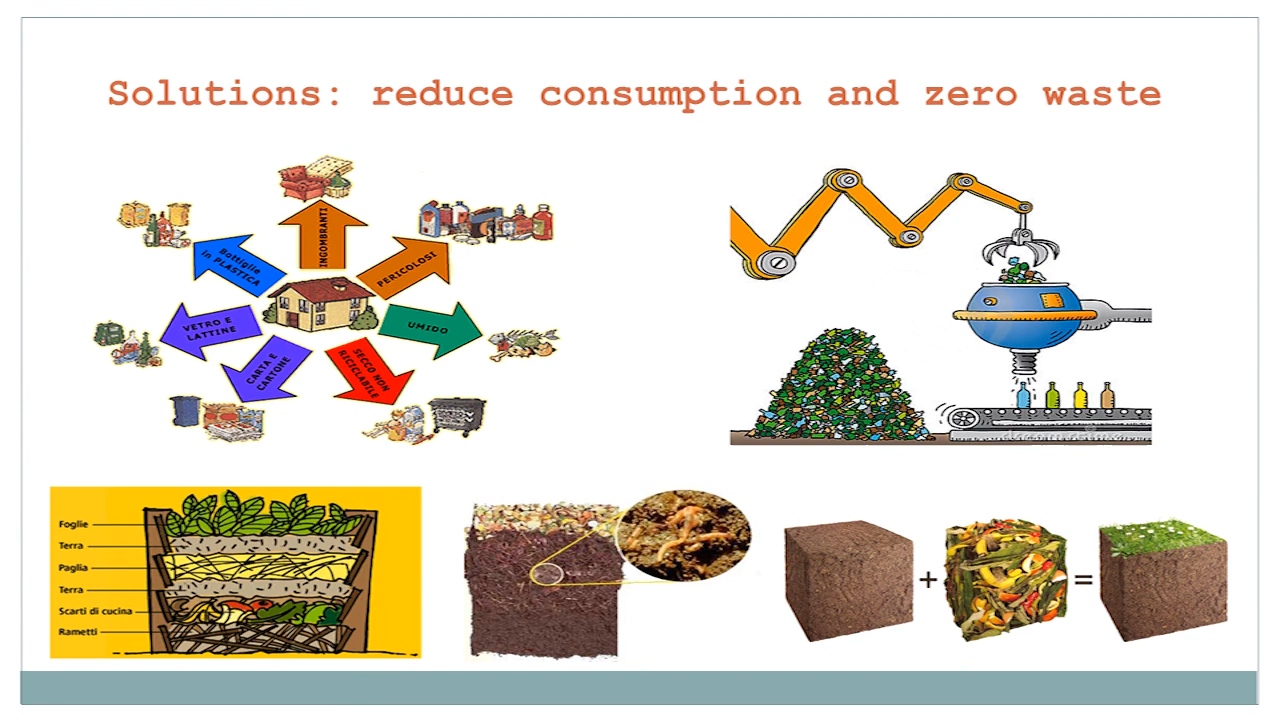 Solutions: reduce consumption and zero waste
INGOMBRANTI
Bottiglie
in PLASTICA
PERICOLOSI
VETRO E
LATTINE
UMIDO
CARTA E
CARTONE
SECCO NON
RICICLABILE
Foglie
Terra
Paglia
Terra
Scarti di cucina
Rametti
+
=